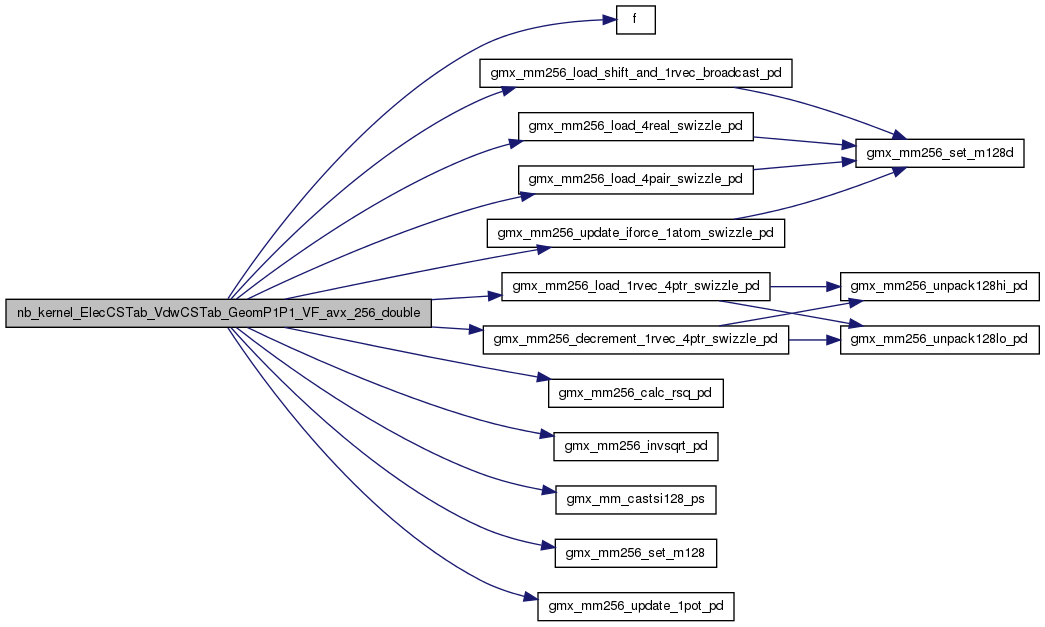 f
gmx_mm256_load_shift_and_1rvec_broadcast_pd
gmx_mm256_load_4real_swizzle_pd
gmx_mm256_set_m128d
gmx_mm256_load_4pair_swizzle_pd
gmx_mm256_update_iforce_1atom_swizzle_pd
gmx_mm256_load_1rvec_4ptr_swizzle_pd
gmx_mm256_unpack128hi_pd
nb_kernel_ElecCSTab_VdwCSTab_GeomP1P1_VF_avx_256_double
gmx_mm256_decrement_1rvec_4ptr_swizzle_pd
gmx_mm256_unpack128lo_pd
gmx_mm256_calc_rsq_pd
gmx_mm256_invsqrt_pd
gmx_mm_castsi128_ps
gmx_mm256_set_m128
gmx_mm256_update_1pot_pd